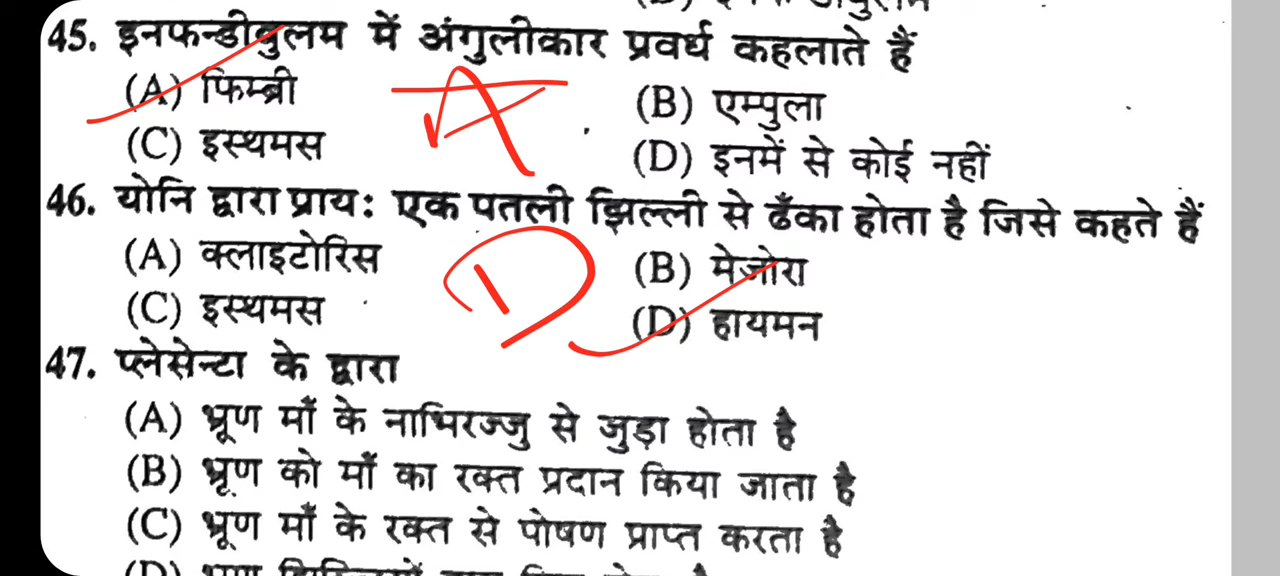 45. इनफन्डीबुलम में अंगुलीकार प्रवर्ध कहलाते हैं
(A) फिम्ब्री (B) एम्पुला
A
(C) इस्थमस (D) इनमें से कोई नहीं
46. योनि द्वारा प्रायः एक पतली झिल्ली से ढँका होता है जिसे कहते हैं
(A) क्लाइटोरिस (B) मेजोरा
D
(C) इस्थमस (D) हायमन
47. प्लेसेन्टा के द्वारा
(A) भ्रूण माँ के नाभिरज्जु से जुड़ा होता है
(B) भ्रूण को माँ का रक्त प्रदान किया जाता है
(C) भ्रूण माँ के रक्त से पोषण प्राप्त करता है